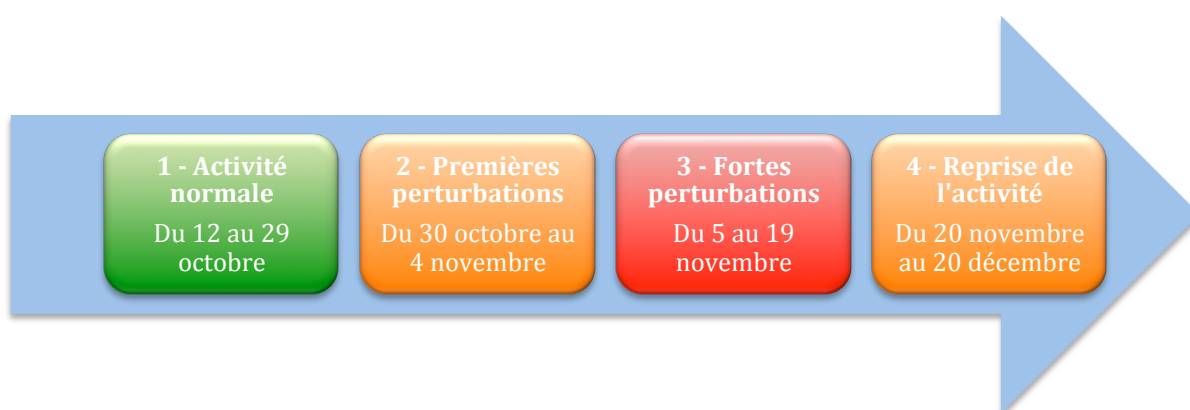 1 - Activité
normale
Du 12 au 29
octobre
2 - Premières
perturbations
Du 30 octobre au
4 novembre
3 - Fortes
perturbations
Du 5 au 19
novembre
4 - Reprise de
l'activité
Du 20 novembre
au 20 décembre